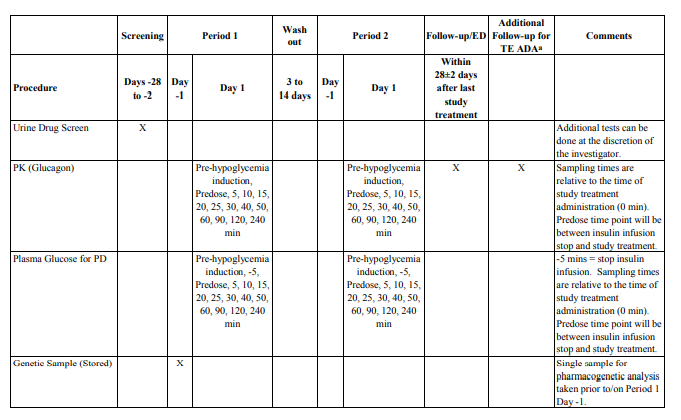 Screening Period 1 Wash out Period 2 Follow-up/ED Additional Follow-up for TE ADAa Comments
Procedure Days -28 to -2 Day -1 Day 1 3 to 14 days Day -1 Day 1 Within 28±2 days after last study treatment
Urine Drug Screen X Additional tests can be
done at the discretion of
the investigator.
PK (Glucagon) Pre-hypoglycemia Pre-hypoglycemia X X Sampling times are
induction, induction, relative to the time of
Predose, 5, 10, 15, Predose, 5, 10, 15, study treatment
20, 25, 30, 40, 50, 20, 25, 30, 40, 50, administration (0 min).
60, 90, 120, 240 60, 90, 120, 240 Predose time point will be
min min between insulin infusion
stop and study treatment.
Plasma Glucose for PD Pre-hypoglycemia Pre-hypoglycemia -5 mins = stop insulin
induction, -5, induction, -5, infusion. Sampling times
Predose, 5, 10, 15, Predose, 5, 10, 15, are relative to the time of
20, 25, 30, 40, 50, 20, 25, 30, 40, 50, study treatment
60, 90, 120, 240 60, 90, 120, 240 administration (0 min).
min min Predose time point will be
between insulin infusion
stop and study treatment.
Genetic Sample (Stored) X Single sample for
pharmacogenetic analysis
taken prior to/on Period 1
Day -1.